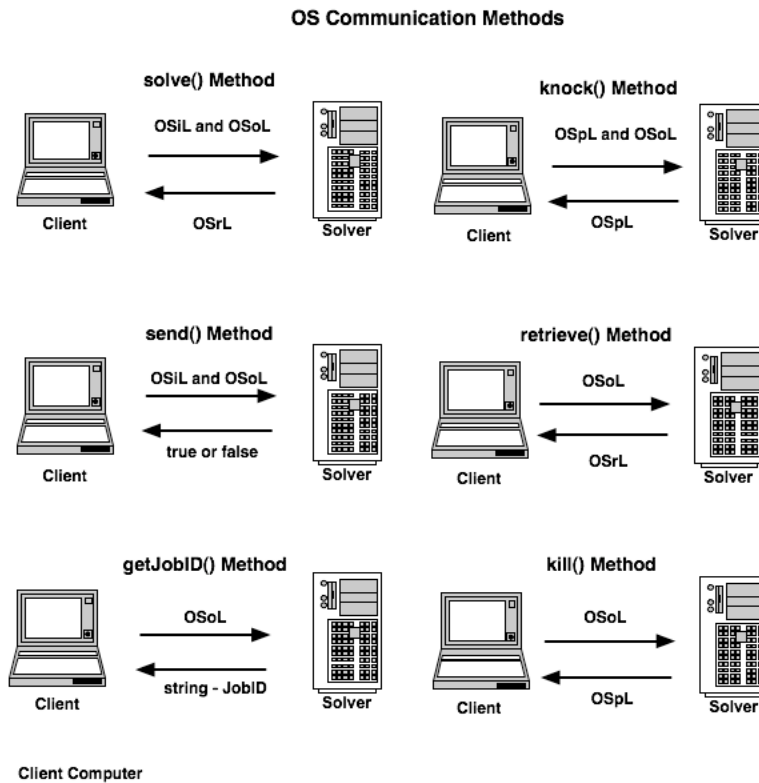 OS Communication Methods
solve() Method
OSiL and OSoL
OSrL
Client
Solver
knock() Method
OSpL and OSoL
OSpL
Client
Solver
send() Method
OSiL and OSoL
true or false
Client
Solver
retrieve() Method
OSoL
OSrL
Client
Solver
getJobID() Method
OSoL
string - JobID
Client
Solver
kill() Method
OSoL
OSpL
Client
Solver
Client Computer